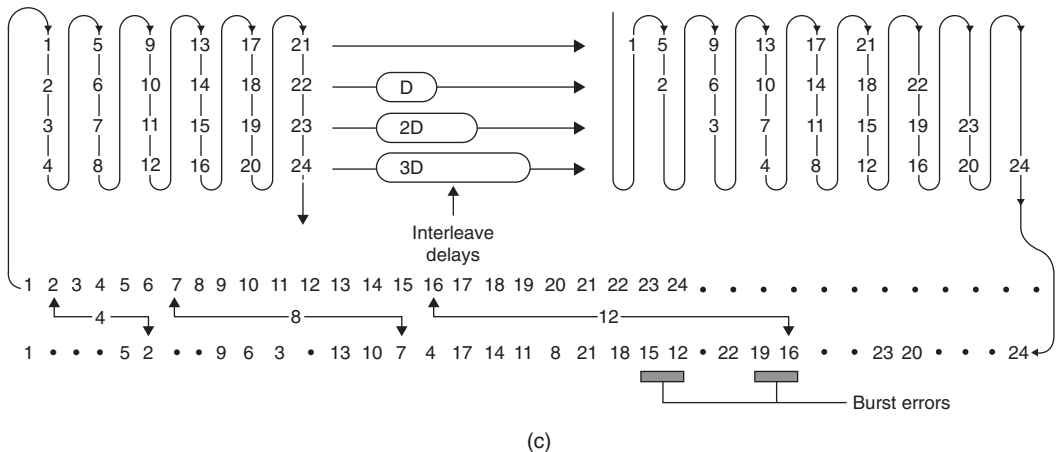 1 5 9 13 17 21 1 5 9 13 17 21
2 6 10 14 18 22 D 2 6 10 14 18 22
3 7 11 15 19 23 2D 3 7 11 15 19 23
4 8 12 16 20 24 3D 4 8 12 16 20 24
Interleave
delays
1 2 3 4 5 6 7 8 9 10 11 12 13 14 15 16 17 18 19 20 21 22 23 24 • • • • • • • • • • • • •
4 8 12
1 • • • 5 2 • • 9 6 3 • 13 10 7 4 17 14 11 8 21 18 15 12 • 22 19 16 • • 23 20 • • • 24
Burst errors
(c)